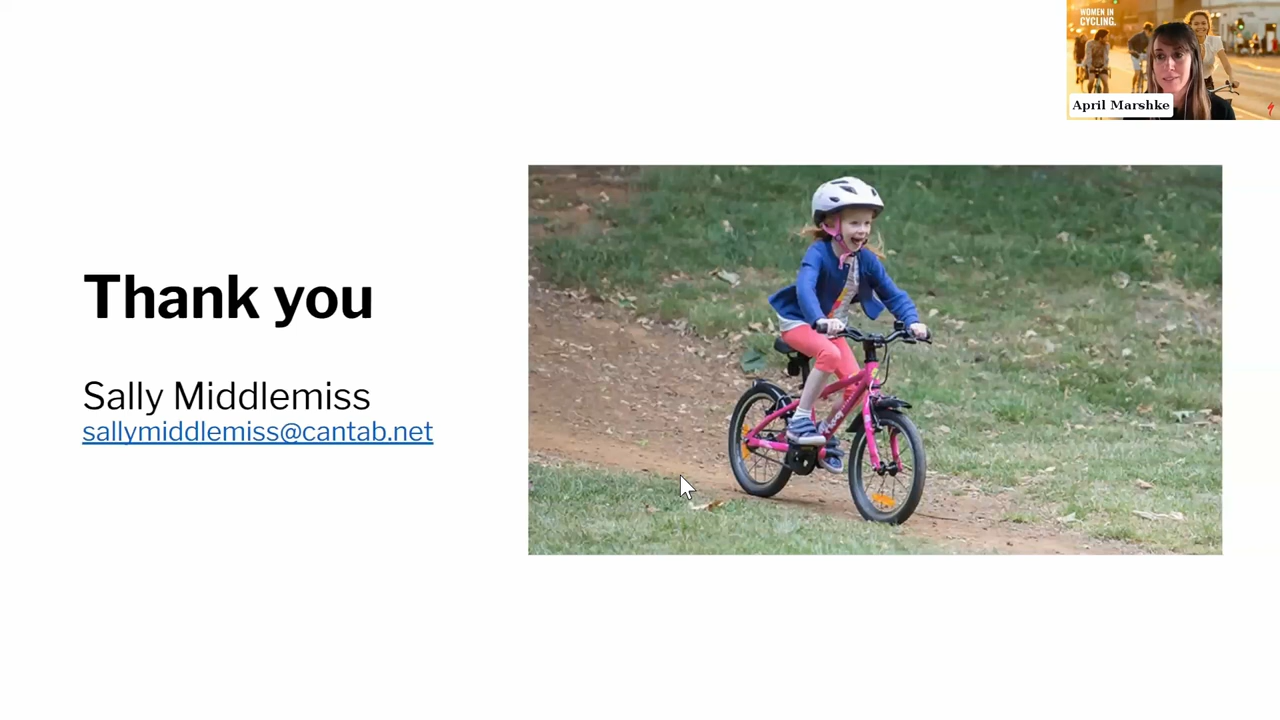 WOMEN IN
CYCLING.
April Marshke
Thank you
Sally Middlemiss
sallymiddlemiss@cantab.net